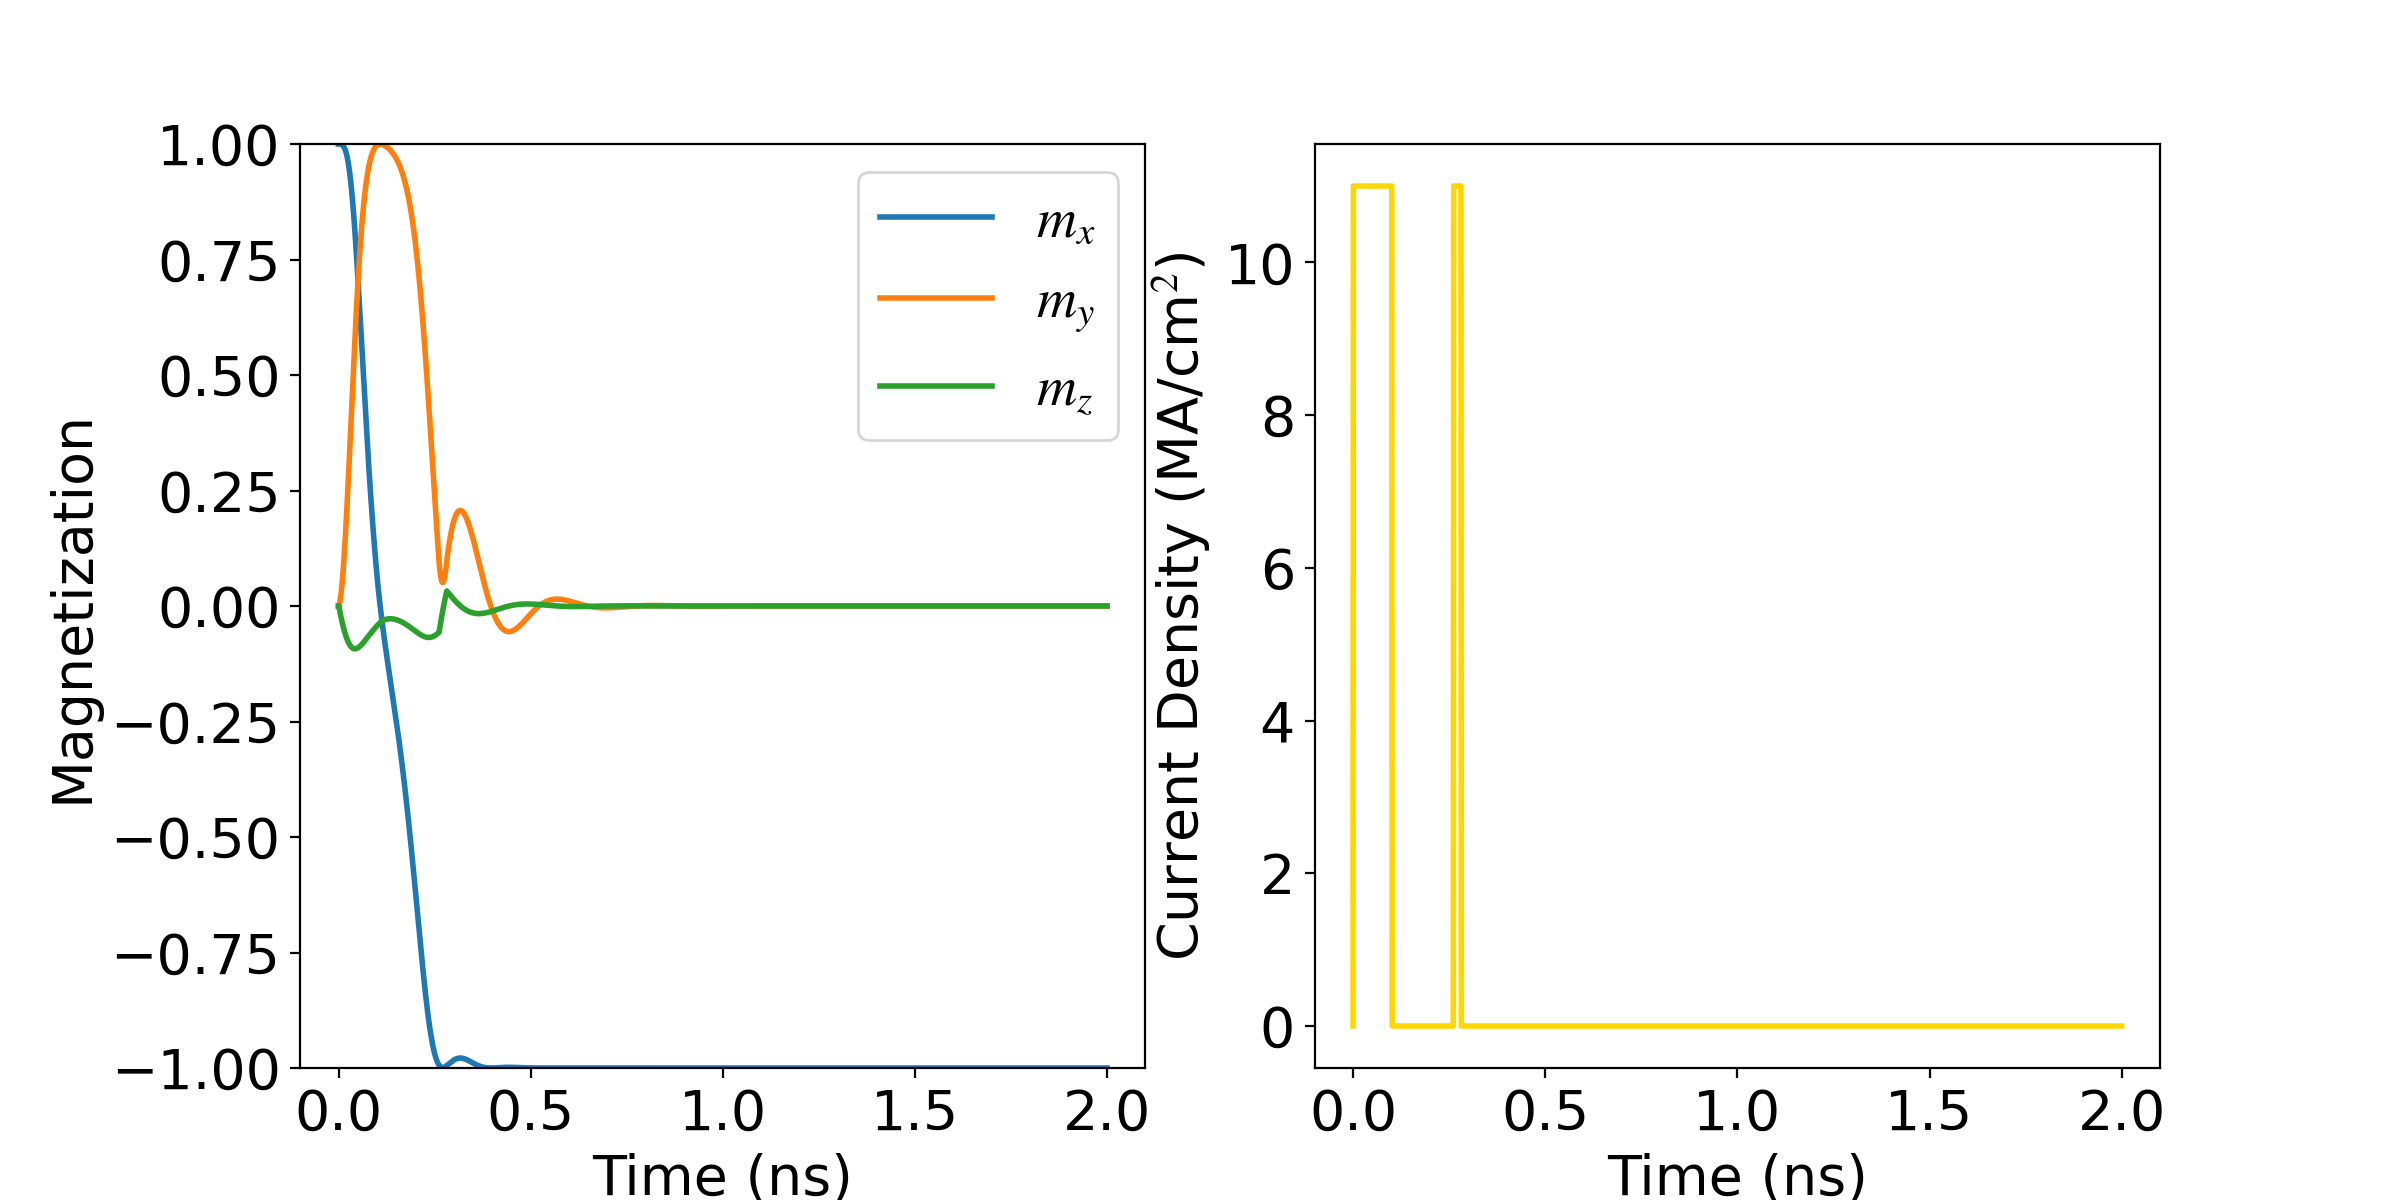 Magnetization
1.00
0.75
0.50
0.25
0.00
−0.25
−0.50
−0.75
−1.00
0.0 0.5 1.0 1.5 2.0
Time (ns)
m_x
m_y
m_z
Current Density (MA/cm²)
10
8
6
4
2
0
0.0 0.5 1.0 1.5 2.0
Time (ns)